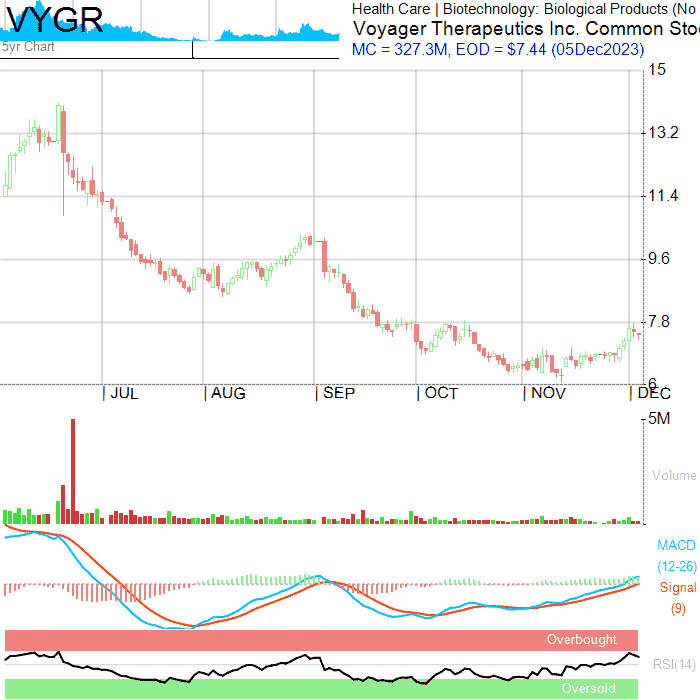 VYGR
5yr Chart
Health Care | Biotechnology: Biological Products (No
Voyager Therapeutics Inc. Common Sto
MC = 327.3M, EOD = $7.44 (05Dec2023)
15
13.2
11.4
9.6
7.8
6
| JUL | AUG | SEP | OCT | NOV | DEC
5M
Volume
MACD
(12-26)
Signal
(9)
Overbought
RSI(14)
Oversold